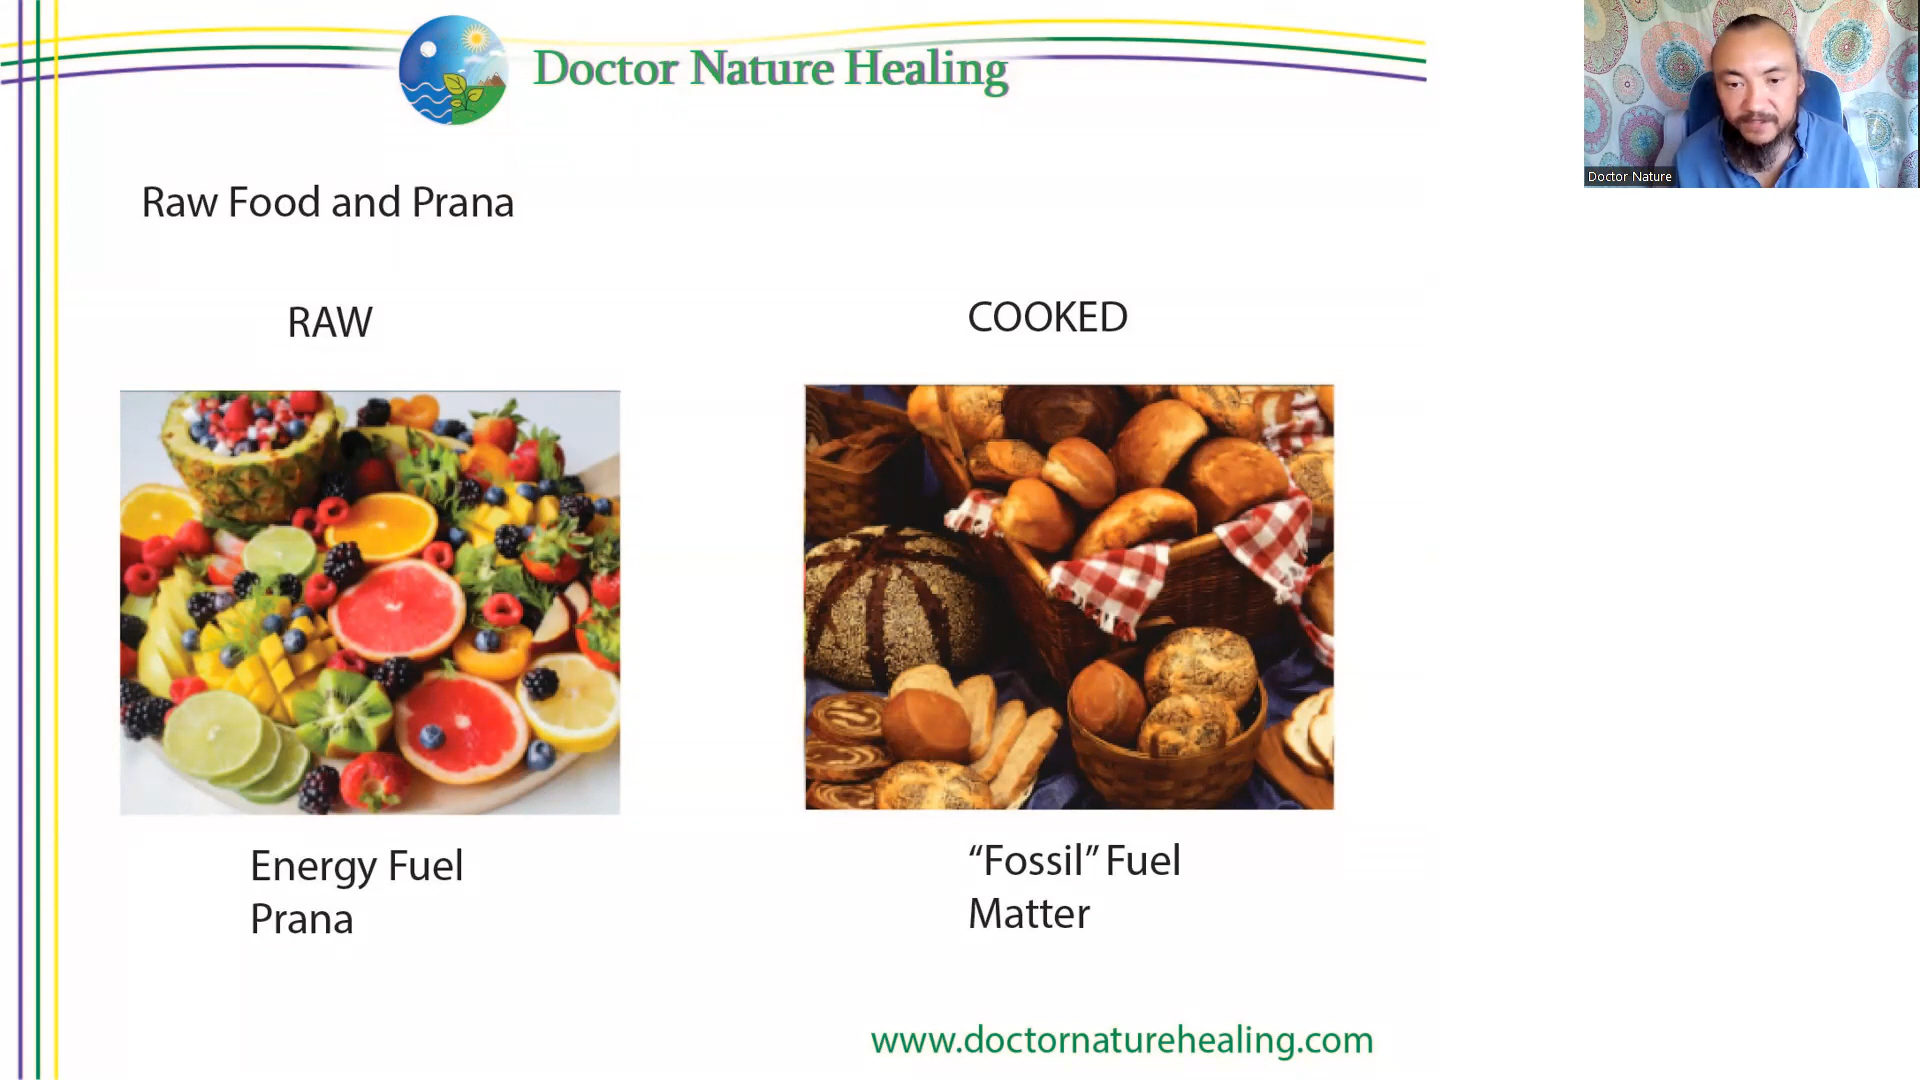 Doctor Nature Healing
Doctor Nature
Raw Food and Prana
RAW
COOKED
Energy Fuel
Prana
“Fossil” Fuel
Matter
www.doctornaturehealing.com